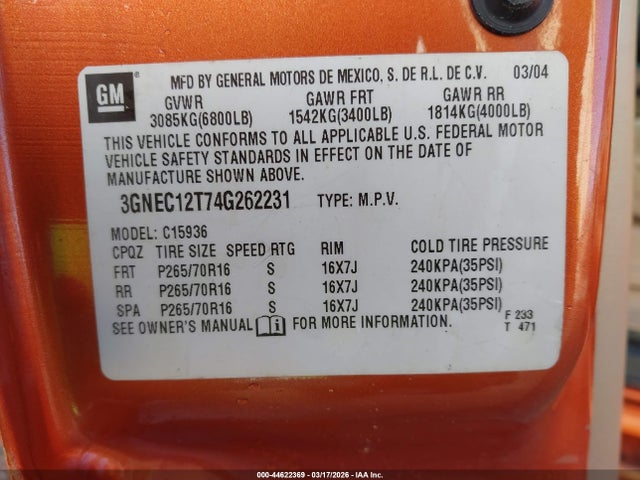 GM
MFD BY GENERAL MOTORS DE MEXICO, S. DE R.L. DE C.V. 03/04
GVWR GAWR FRT GAWR RR
3085KG(6800LB) 1542KG(3400LB) 1814KG(4000LB)
THIS VEHICLE CONFORMS TO ALL APPLICABLE U.S. FEDERAL MOTOR
VEHICLE SAFETY STANDARDS IN EFFECT ON THE DATE OF
MANUFACTURE SHOWN ABOVE.
3GNEC12T74G262231 TYPE: M.P.V.
MODEL: C15936
CPQZ TIRE SIZE SPEED RTG RIM COLD TIRE PRESSURE
FRT P265/70R16 S 16X7J 240KPA(35PSI)
RR P265/70R16 S 16X7J 240KPA(35PSI)
SPA P265/70R16 S 16X7J 240KPA(35PSI)
SEE OWNER'S MANUAL FOR MORE INFORMATION.
F 233
T 471
000-44622369 - 03/17/2026 - IAA Inc.